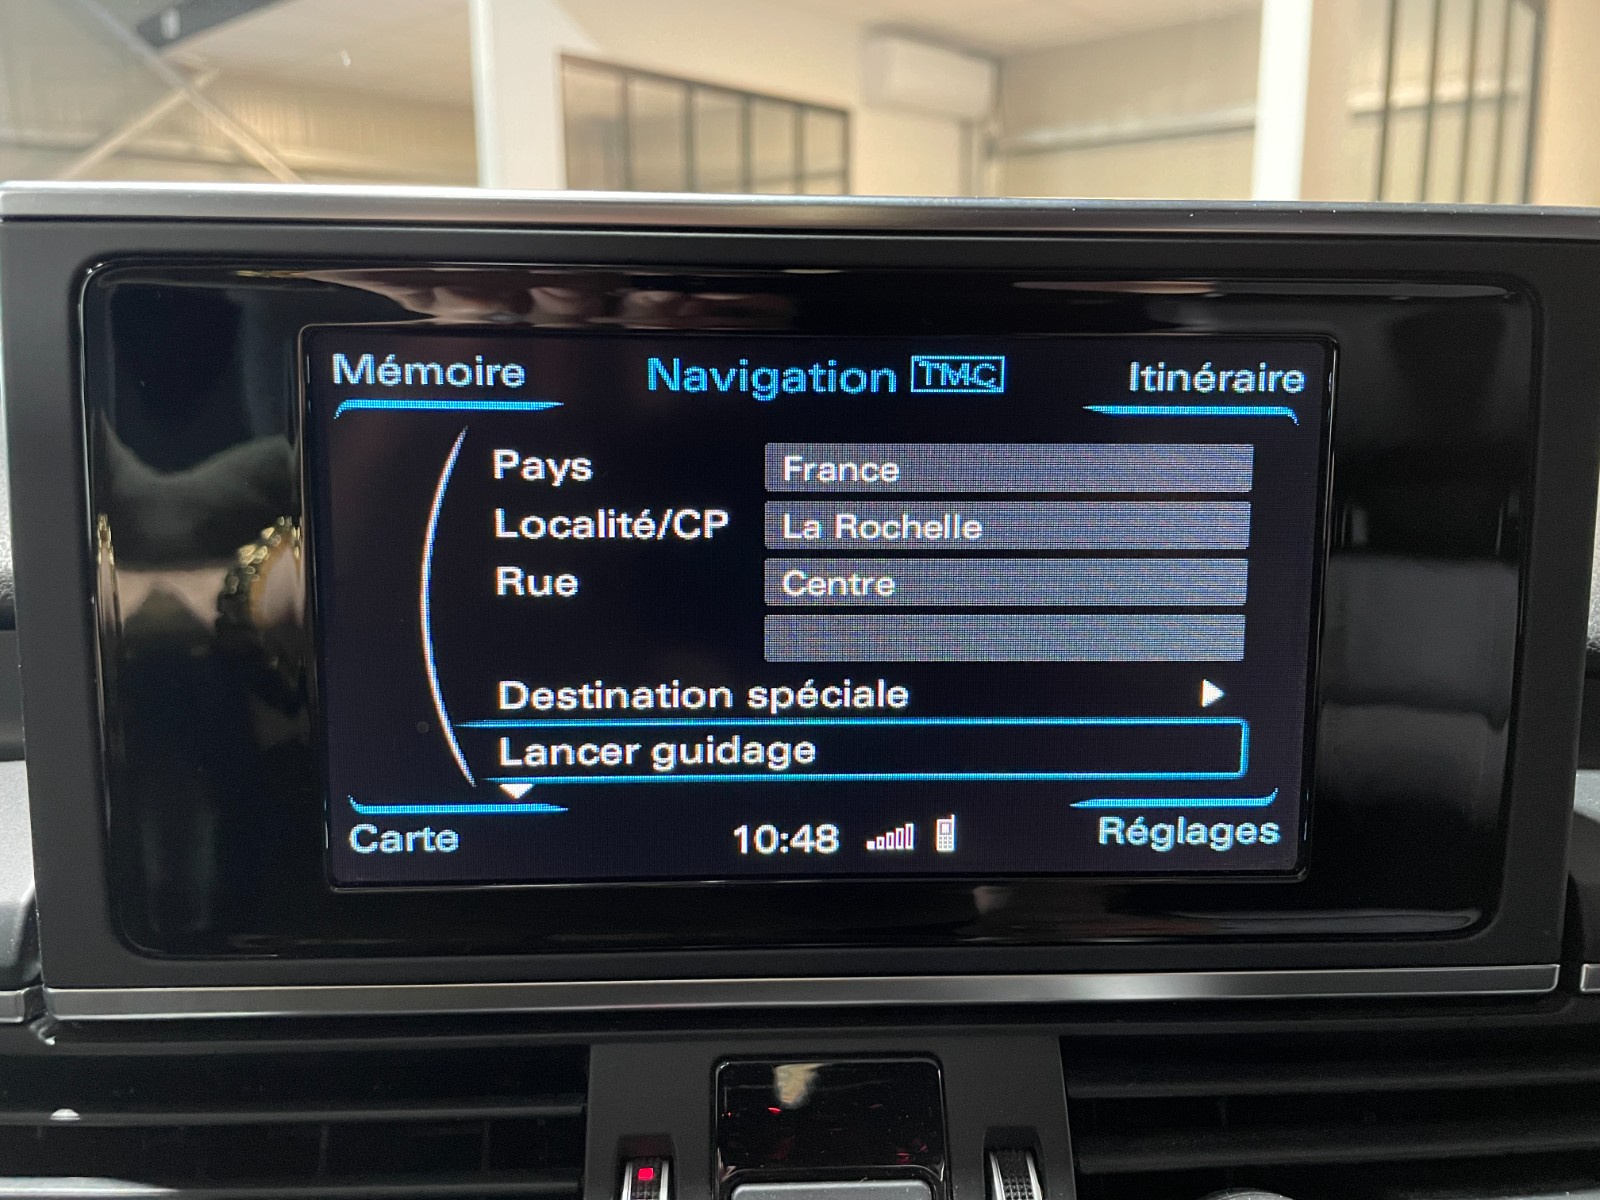 Mémoire
Navigation TMC
Itinéraire
Pays France
Localité/CP La Rochelle
Rue Centre
Destination spéciale
Lancer guidage
Carte
10:48
Réglages